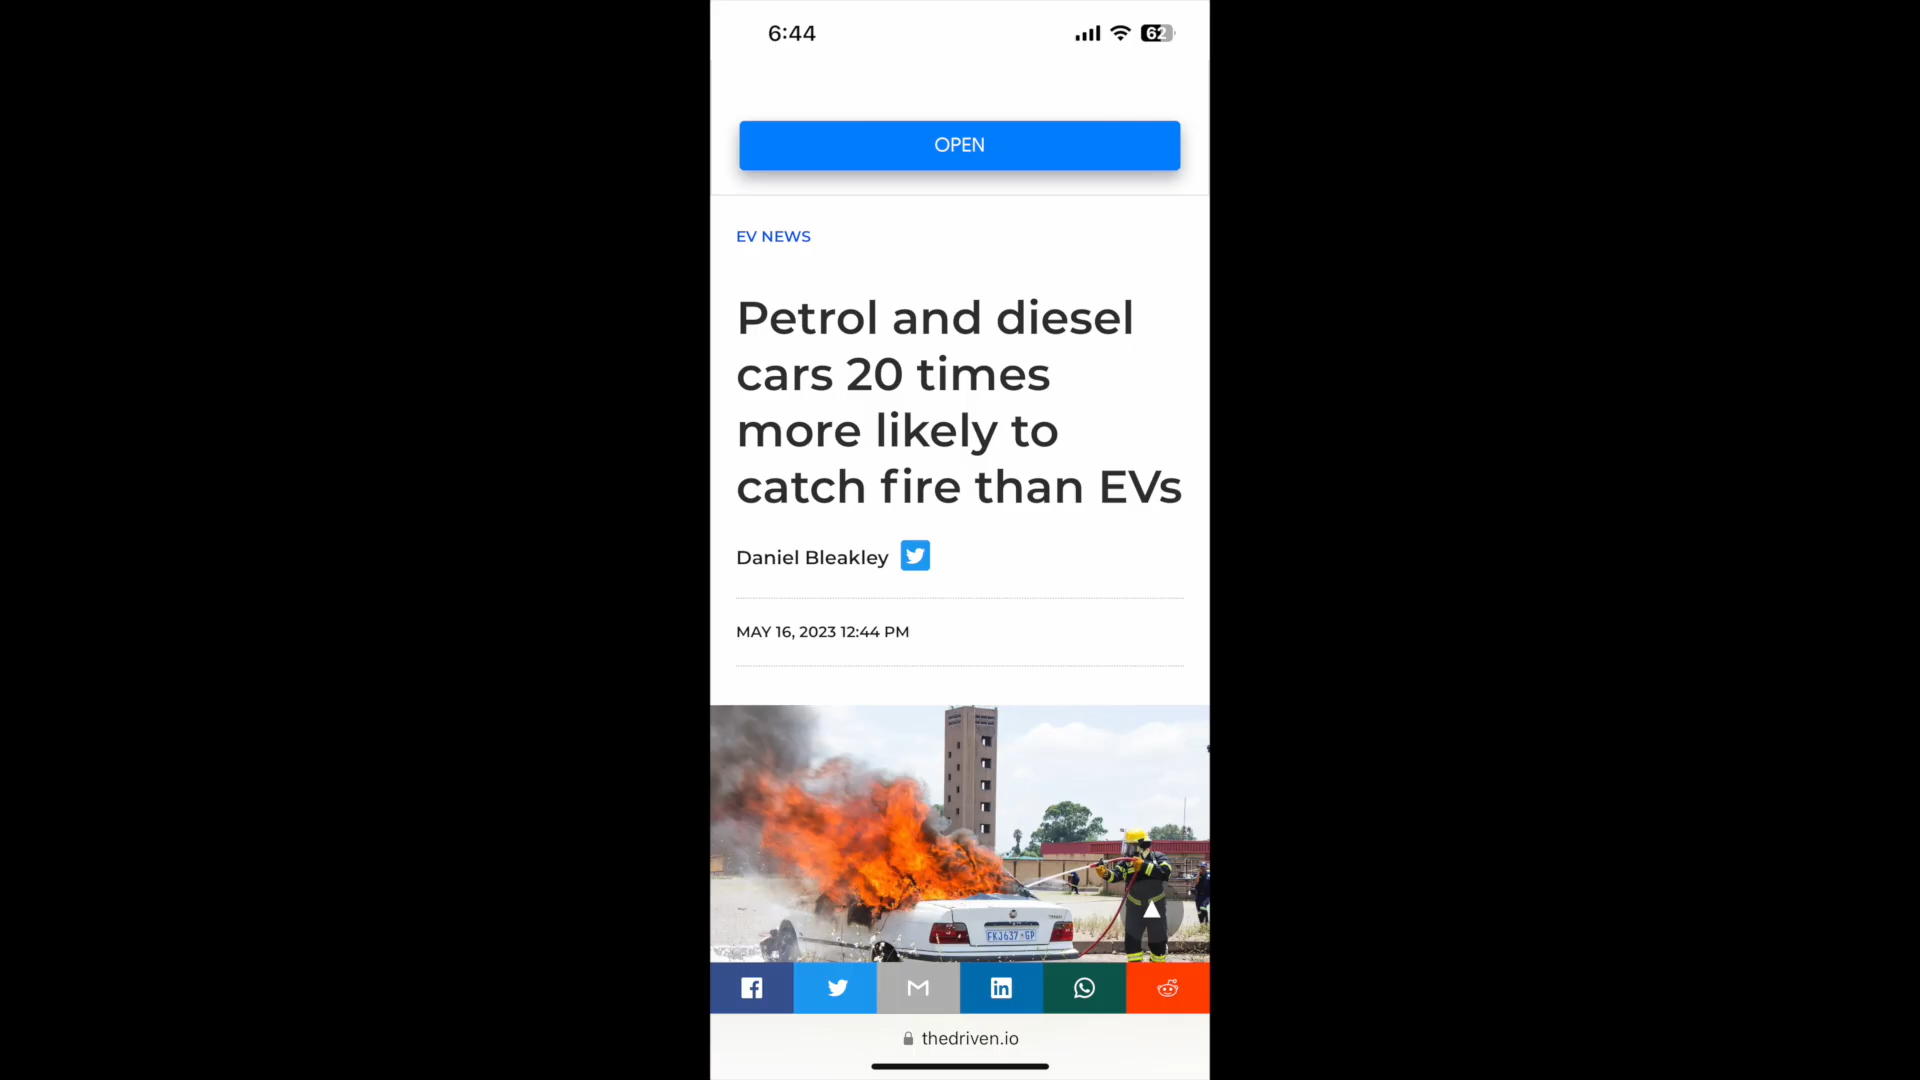 6:44
62
OPEN
EV NEWS
Petrol and diesel
cars 20 times
more likely to
catch fire than EVs
Daniel Bleakley
MAY 16, 2023 12:44 PM
FKJ637 GP
thedriven.io